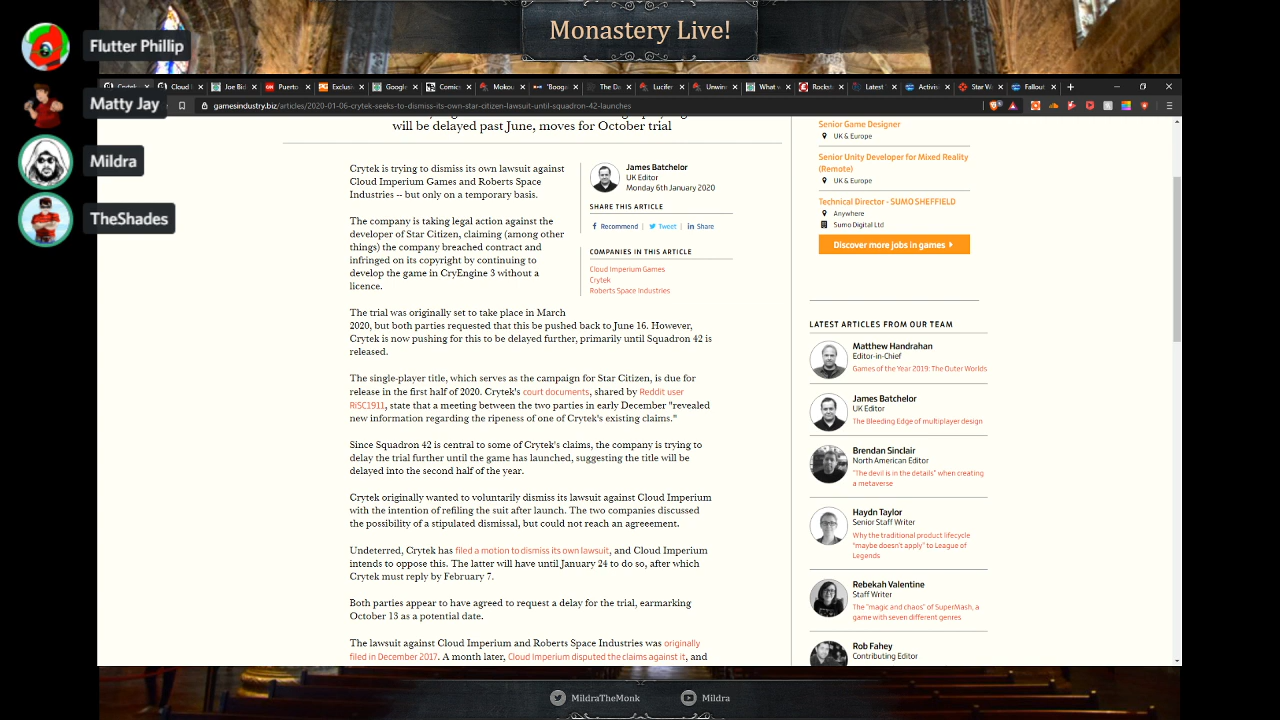 Monastery Live!
Flutter Phillip
Matty Jay
Mildra
TheShades
Crytek
Cloud I
Joe Bid
Puerto
Exclusi
Google
Comics
Mokou
"Booga
The Da
Lucifer
Unwin
What v
Rocksta
Latest
Activis
Star W
Fallout
gamesindustry.biz/articles/2020-01-06-crytek-seeks-to-dismiss-its-own-star-citizen-lawsuit-until-squadron-42-launches
will be delayed past June, moves for October trial
Crytek is trying to dismiss its own lawsuit against
Cloud Imperium Games and Roberts Space
Industries -- but only on a temporary basis.
The company is taking legal action against the
developer of Star Citizen, claiming (among other
things) the company breached contract and
infringed on its copyright by continuing to
develop the game in CryEngine 3 without a
licence.
James Batchelor
UK Editor
Monday 6th January 2020
SHARE THIS ARTICLE
Recommend | Tweet | Share
COMPANIES IN THIS ARTICLE
Cloud Imperium Games
Crytek
Roberts Space Industries
The trial was originally set to take place in March
2020, but both parties requested that this be pushed back to June 16. However,
Crytek is now pushing for this to be delayed further, primarily until Squadron 42 is
released.
The single-player title, which serves as the campaign for Star Citizen, is due for
release in the first half of 2020. Crytek's court documents, shared by Reddit user
RiSC1911, state that a meeting between the two parties in early December "revealed
new information regarding the ripeness of one of Crytek's existing claims."
Since Squadron 42 is central to some of Crytek's claims, the company is trying to
delay the trial further until the game has launched, suggesting the title will be
delayed into the second half of the year.
Crytek originally wanted to voluntarily dismiss its lawsuit against Cloud Imperium
with the intention of refiling the suit after launch. The two companies discussed
the possibility of a stipulated dismissal, but could not reach an agreeement.
Undeterred, Crytek has filed a motion to dismiss its own lawsuit, and Cloud Imperium
intends to oppose this. The latter will have until January 24 to do so, after which
Crytek must reply by February 7.
Both parties appear to have agreed to request a delay for the trial, earmarking
October 13 as a potential date.
The lawsuit against Cloud Imperium and Roberts Space Industries was originally
filed in December 2017. A month later, Cloud Imperium disputed the claims against it, and
Senior Game Designer
UK & Europe
Senior Unity Developer for Mixed Reality
(Remote)
UK & Europe
Technical Director - SUMO SHEFFIELD
Anywhere
Sumo Digital Ltd
Discover more jobs in games
LATEST ARTICLES FROM OUR TEAM
Matthew Handrahan
Editor-in-Chief
Games of the Year 2019: The Outer Worlds
James Batchelor
UK Editor
The Bleeding Edge of multiplayer design
Brendan Sinclair
North American Editor
"The devil is in the details" when creating
a metaverse
Haydn Taylor
Senior Staff Writer
Why the traditional product lifecycle
"maybe doesn't apply" to League of
Legends
Rebekah Valentine
Staff Writer
The "magic and chaos" of SuperMash, a
game with seven different genres
Rob Fahey
Contributing Editor
MildraTheMonk
Mildra